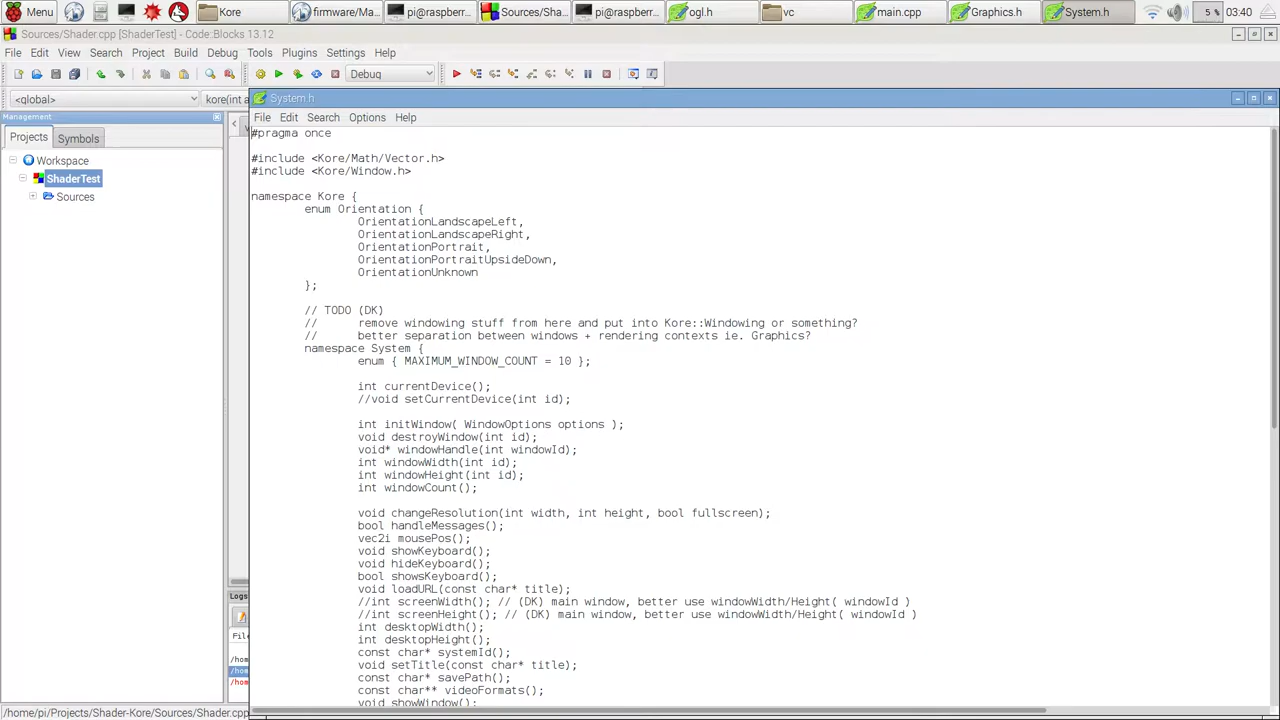 Menu
Kore
firmware/Ma...
pi@raspberr...
Sources/Sha...
pi@raspberr...
ogl.h
vc
main.cpp
Graphics.h
System.h
5 %
03:40
Sources/Shader.cpp [ShaderTest] - Code::Blocks 13.12
File Edit View Search Project Build Debug Tools Plugins Settings Help
Debug
<global>
kore(int a
Management
Projects
Symbols
Workspace
ShaderTest
Sources
Logs
File
/hom
/hom
/hom
/home/pi/Projects/Shader-Kore/Sources/Shader.cpp
System.h
File Edit Search Options Help
#pragma once
#include <Kore/Math/Vector.h>
#include <Kore/Window.h>
namespace Kore {
enum Orientation {
OrientationLandscapeLeft,
OrientationLandscapeRight,
OrientationPortrait,
OrientationPortraitUpsideDown,
OrientationUnknown
};
// TODO (DK)
// remove windowing stuff from here and put into Kore::Windowing or something?
// better separation between windows + rendering contexts ie. Graphics?
namespace System {
enum { MAXIMUM_WINDOW_COUNT = 10 };
int currentDevice();
//void setCurrentDevice(int id);
int initWindow( WindowOptions options );
void destroyWindow(int id);
void* windowHandle(int windowId);
int windowWidth(int id);
int windowHeight(int id);
int windowCount();
void changeResolution(int width, int height, bool fullscreen);
bool handleMessages();
vec2i mousePos();
void showKeyboard();
void hideKeyboard();
bool showsKeyboard();
void loadURL(const char* title);
//int screenWidth(); // (DK) main window, better use windowWidth/Height( windowId )
//int screenHeight(); // (DK) main window, better use windowWidth/Height( windowId )
int desktopWidth();
int desktopHeight();
const char* systemId();
void setTitle(const char* title);
const char* savePath();
const char** videoFormats();
void showWindow();